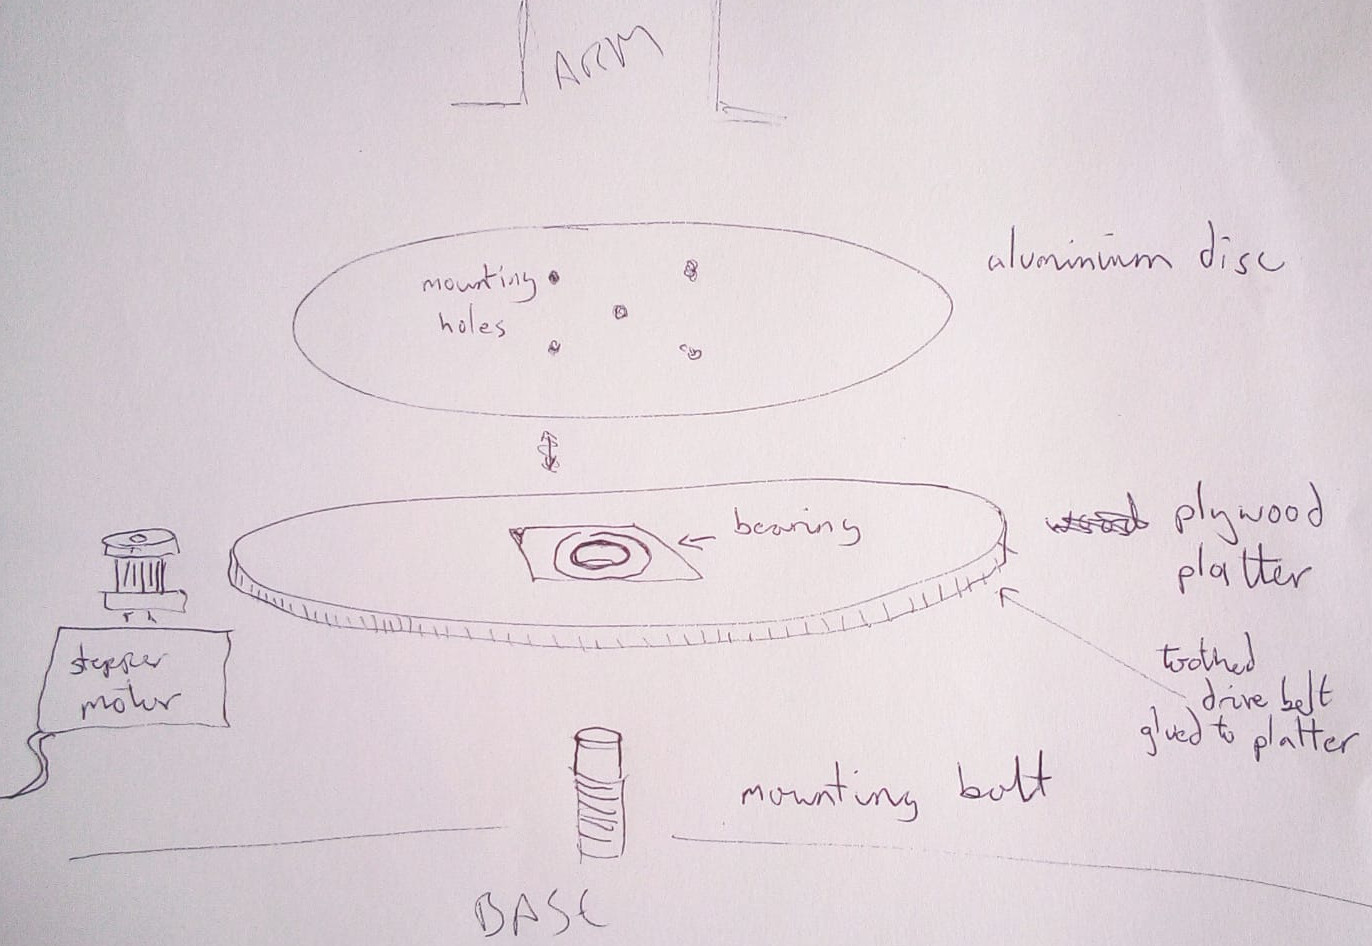 ARM
aluminium disc
mounting
holes
bearing
plywood
platter
stepper
motor
toothed
drive belt
glued to platter
mounting bolt
BASE